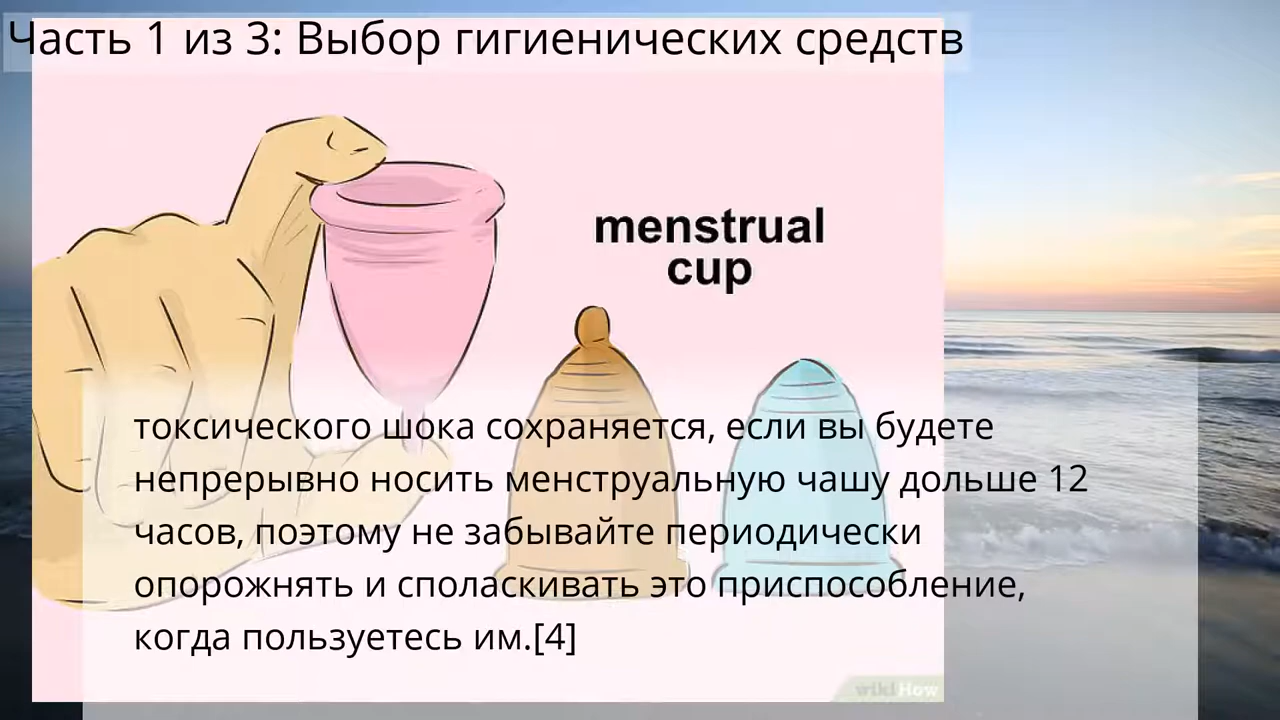 Часть 1 из 3: Выбор гигиенических средств
menstrual
cup
токсического шока сохраняется, если вы будете
непрерывно носить менструальную чашу дольше 12
часов, поэтому не забывайте периодически
опорожнять и споласкивать это приспособление,
когда пользуетесь им.[4]
wikiHow